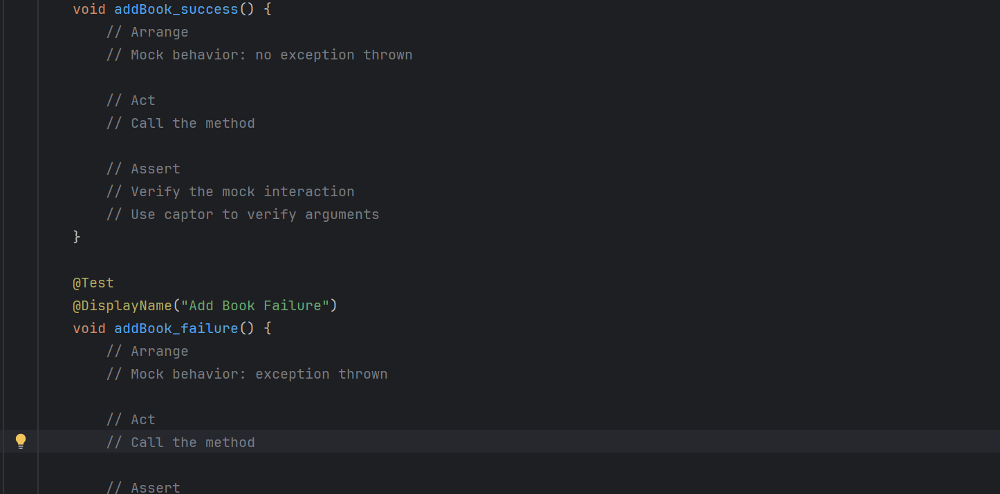 void addBook_success() {
// Arrange
// Mock behavior: no exception thrown
// Act
// Call the method
// Assert
// Verify the mock interaction
// Use captor to verify arguments
}
@Test
@DisplayName("Add Book Failure")
void addBook_failure() {
// Arrange
// Mock behavior: exception thrown
// Act
// Call the method
// Assert